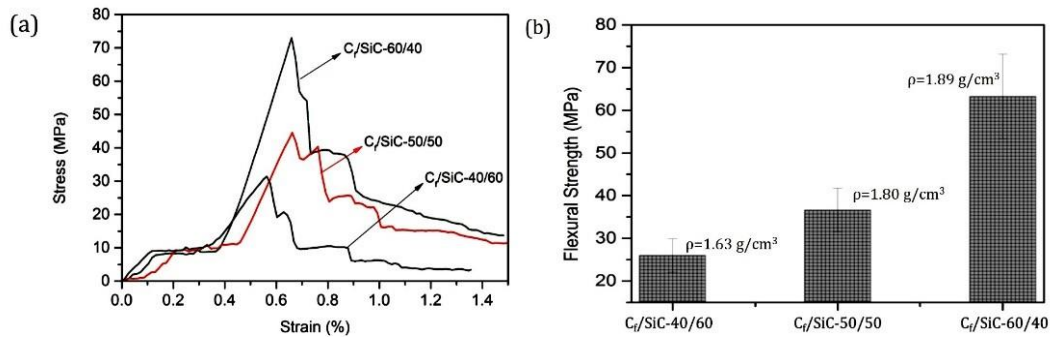 (a)
80
70
60
50
40
30
20
10
0
Stress (MPa)
0.0 0.2 0.4 0.6 0.8 1.0 1.2 1.4
Strain (%)
Cf/SiC-60/40
Cf/SiC-50/50
Cf/SiC-40/60
(b)
80
70
60
50
40
30
20
Flexural Strength (MPa)
ρ=1.63 g/cm³
ρ=1.80 g/cm³
ρ=1.89 g/cm³
Cf/SiC-40/60 Cf/SiC-50/50 Cf/SiC-60/40